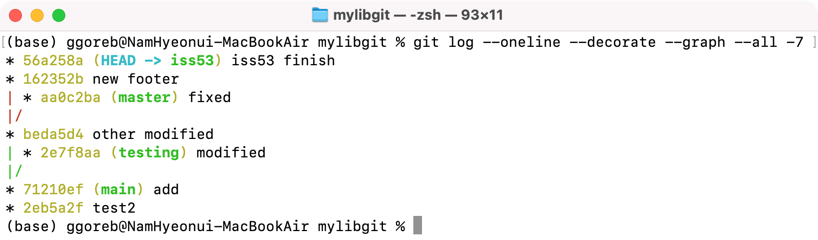 mylibgit — -zsh — 93×11
[(base) ggoreb@NamHyeonui-MacBookAir mylibgit % git log --oneline --decorate --graph --all -7 ]
* 56a258a (HEAD -> iss53) iss53 finish
* 162352b new footer
| * aa0c2ba (master) fixed
|/
* beda5d4 other modified
| * 2e7f8aa (testing) modified
|/
* 71210ef (main) add
* 2eb5a2f test2
(base) ggoreb@NamHyeonui-MacBookAir mylibgit %